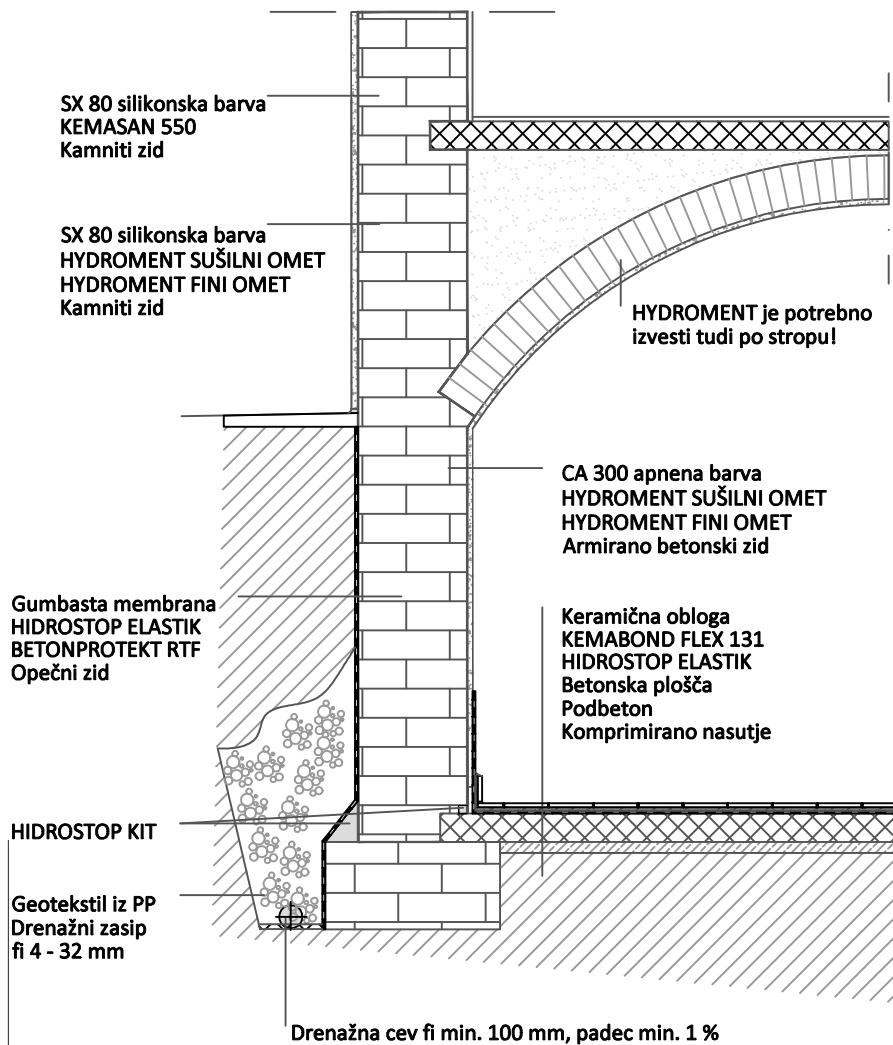 SX 80 silikonska barva
KEMASAN 550
Kamniti zid
SX 80 silikonska barva
HYDROMENT SUŠILNI OMET
HYDROMENT FINI OMET
Kamniti zid
HYDROMENT je potrebno
izvesti tudi po stropu!
CA 300 apnena barva
HYDROMENT SUŠILNI OMET
HYDROMENT FINI OMET
Armirano betonski zid
Gumbasta membrana
HIDROSTOP ELASTIK
BETONPROTEKT RTF
Opečni zid
Keramična obloga
KEMABOND FLEX 131
HIDROSTOP ELASTIK
Betonska plošča
Podbeton
Komprimirano nasutje
HIDROSTOP KIT
Geotekstil iz PP
Drenažni zasip
fi 4 - 32 mm
Drenažna cev fi min. 100 mm, padec min. 1 %